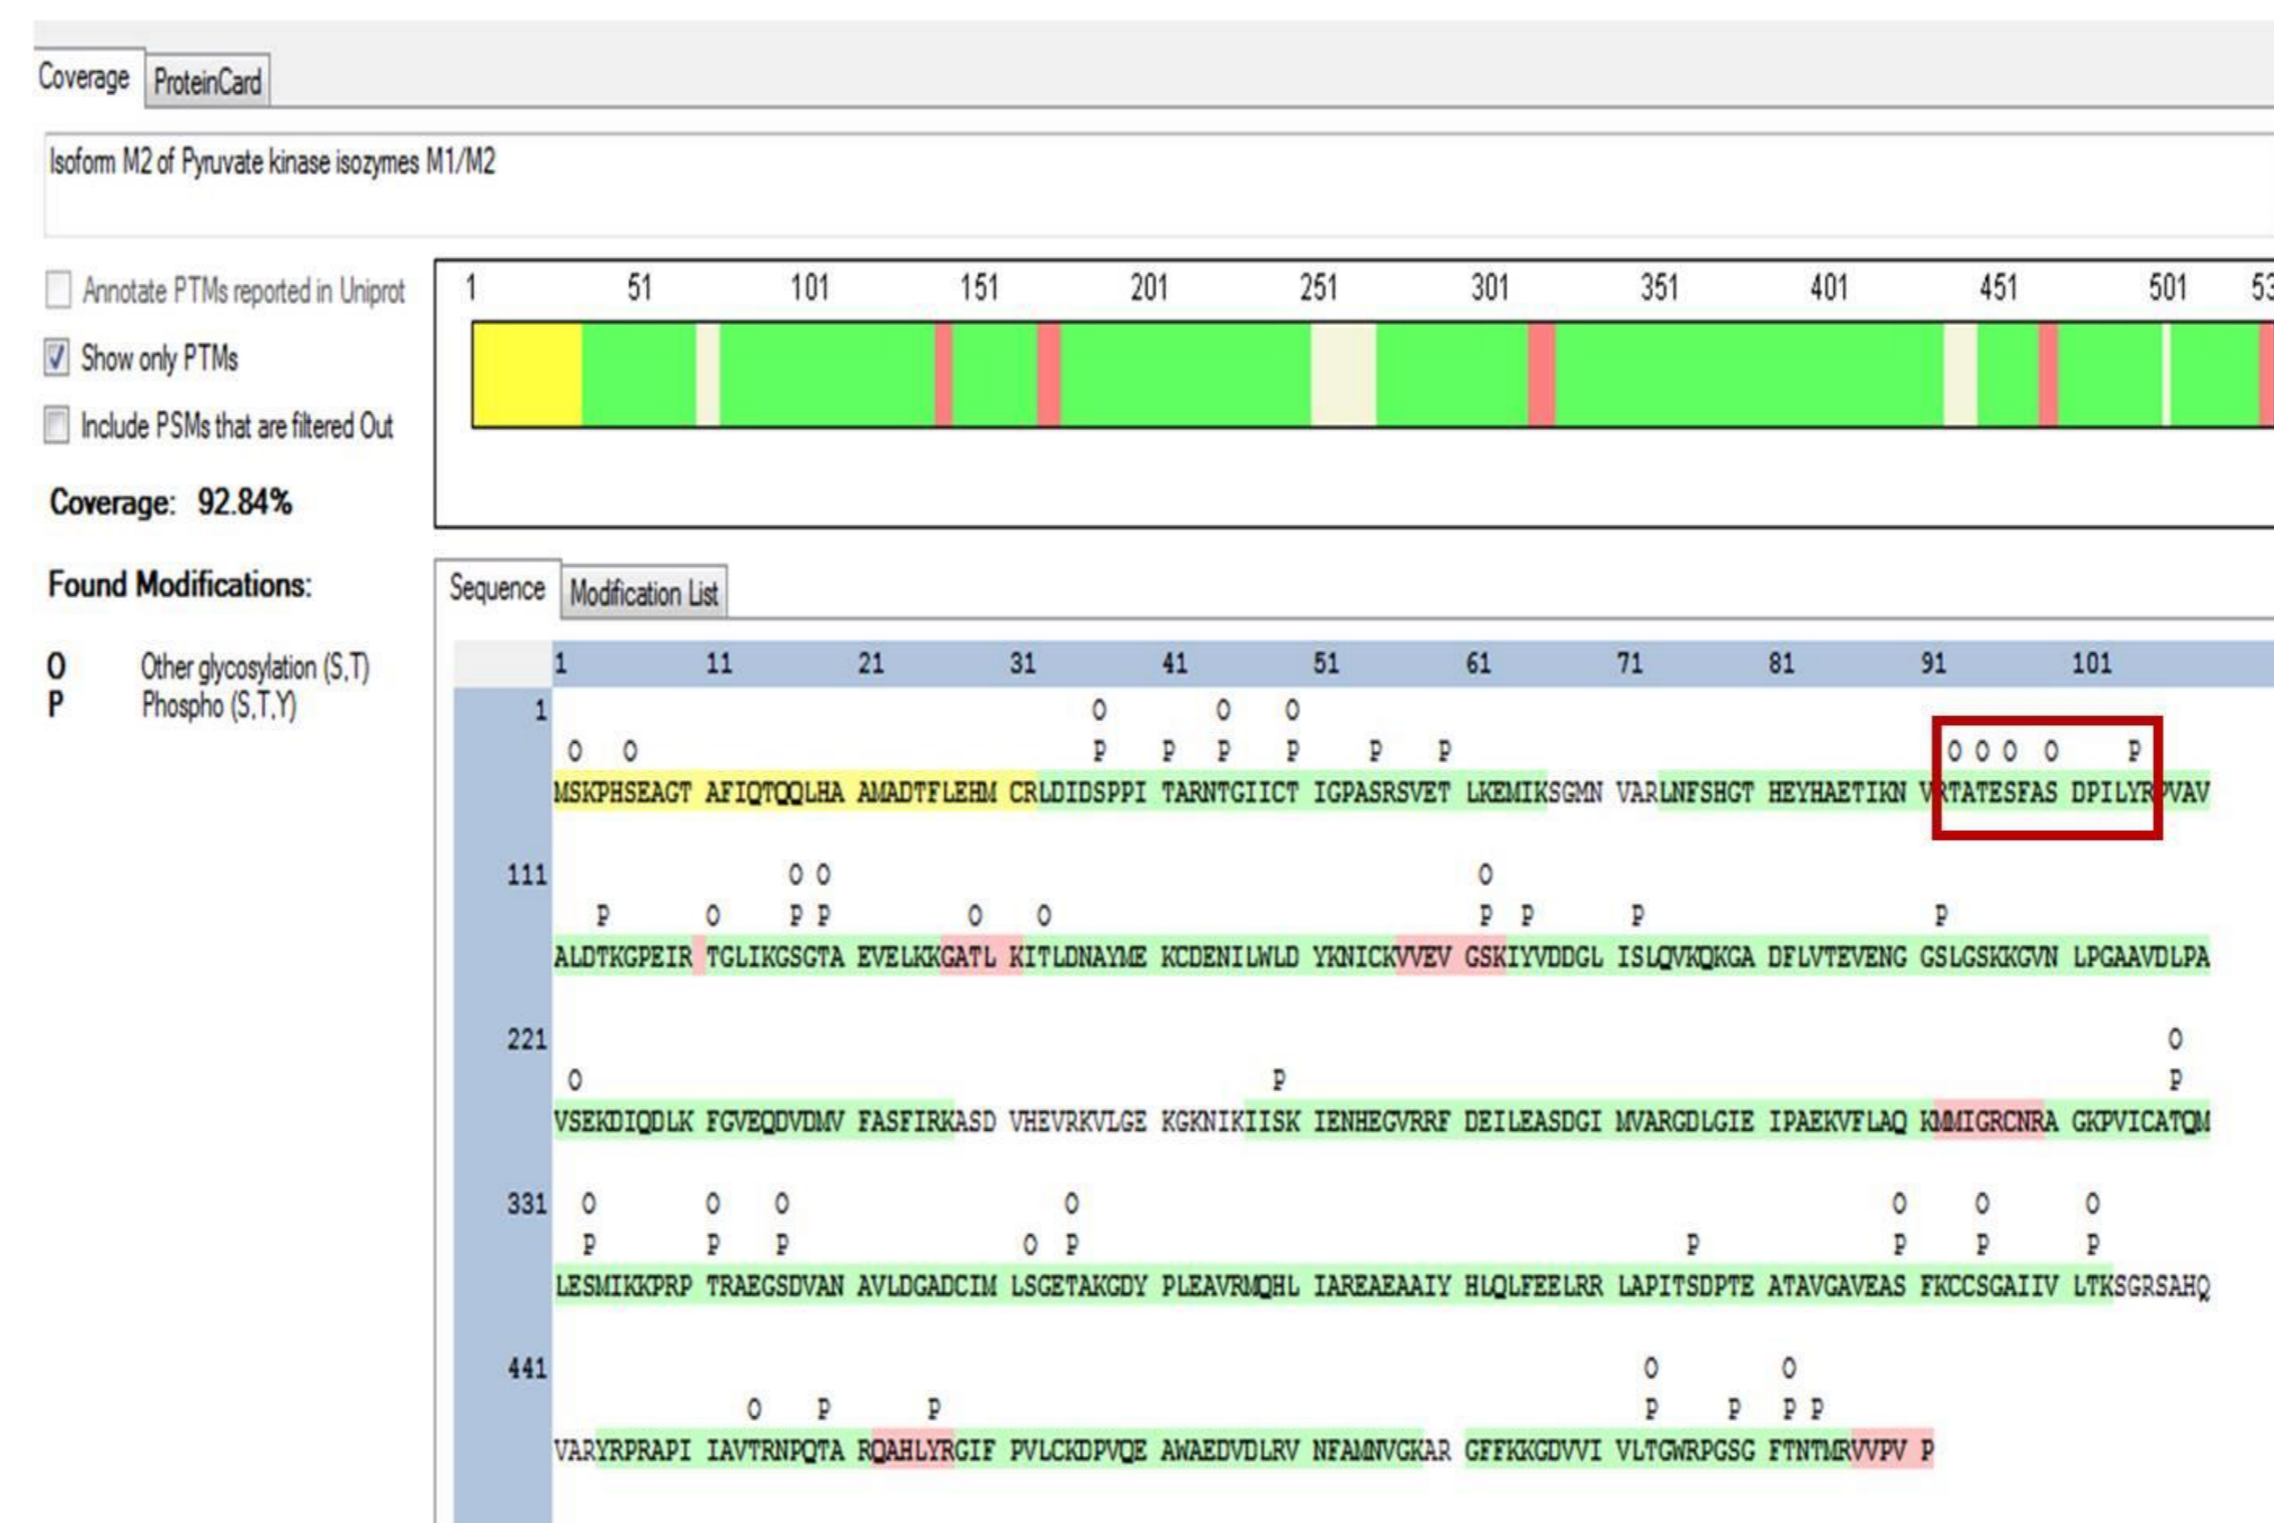 Coverage ProteinCard
Isoform M2 of Pyruvate kinase isozymes M1/M2
Annotate PTMs reported in Uniprot
Show only PTMs
Include PSMs that are filtered Out
Coverage: 92.84%
Found Modifications:
O Other glycosylation (S,T)
P Phospho (S,T,Y)
1 51 101 151 201 251 301 351 401 451 501 53
Sequence Modification List
1 11 21 31 41 51 61 71 81 91 101
1 O O O
O O P P P P P P O O O O P
MSKPHSEAGT AFIQTQQLHA AMADTFLEHM CRLDIDSPPI TARNTGIICT IGPASRSVET LKEMIKSGMN VARLNFSHGT HEYHAETIKN VRTATESFAS DPILYRPVAV
111 O O O
P O P P O O P P P P
ALDTKGPEIR TGLIKGSGTA EVELKKGATL KITLDNAYME KCDENILWLD YKNICKVVEV GSKIYVDDGL ISLQVKQKGA DFLVTEVENG GSLGSKKGVN LPGAAVDLPA
221 O
O P P
VSEKDIQDLK FGVEQDVDMV FASFIRKASD VHEVRKVLGE KGKNIKIISK IENHEGVRRF DEILEASDGI MVARGDLGIE IPAEKVFLAQ KMMIGRCNRA GKPVICATQM
331 O O O O O O O
P P P O P P P P P
LESMIKKPRP TRAEGSDVAN AVLDGADCIM LSGETAKGDY PLEAVRMQHL IAREAEAAIY HLQLFEELRR LAPITSDPTE ATAVGAVEAS FKCCSGAIIV LTKSGRSAHQ
441 O O
O P P P P P P
VARYRPRAPI IAVTRNPQTA RQAHLYRGIF PVLCKDPVQE AWAEDVDLRV NFAMNVGKAR GFFKKGDVVI VLTGWRPGSG FTNTMRVVPV P